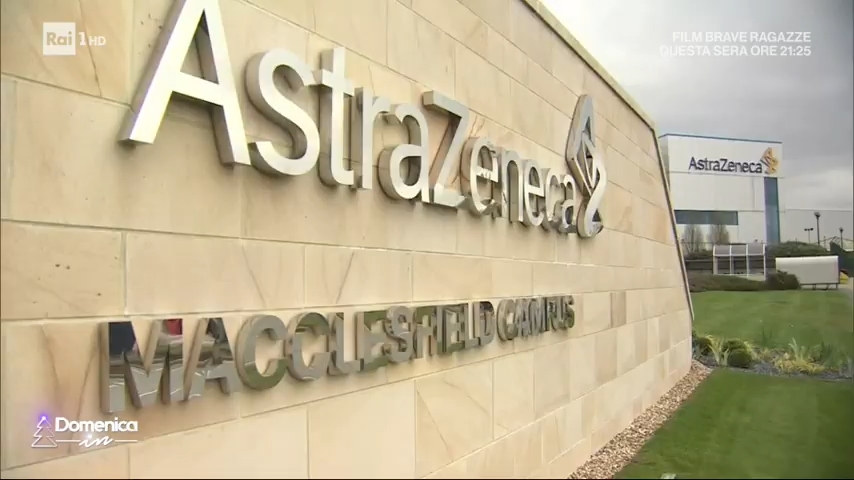 Rai 1 HD
FILM BRAVE RAGAZZE
QUESTA SERA ORE 21:25
AstraZeneca
AstraZeneca
MACCLESFIELD CAMPUS
Domenica
in